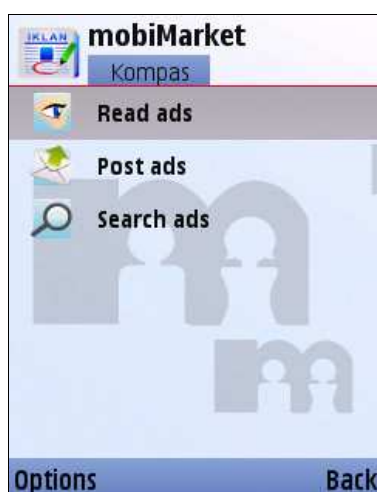 IKLAN
mobiMarket
Kompas
Read ads
Post ads
Search ads
m
m
Options
Back